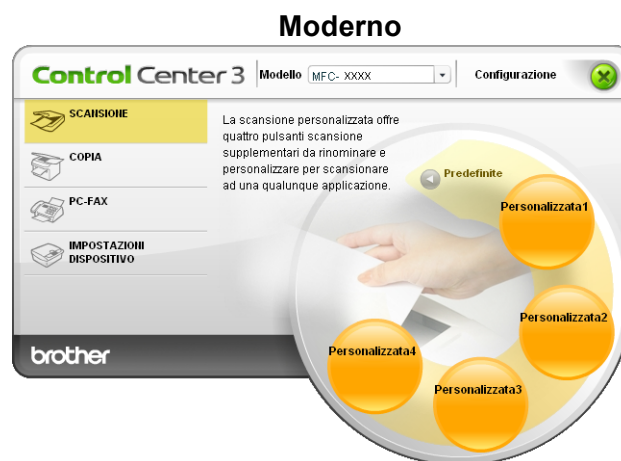 Moderno
Control Center 3
Modello
MFC- XXXX
Configurazione
SCANSIONE
COPIA
PC-FAX
IMPOSTAZIONI
DISPOSITIVO
La scansione personalizzata offre
quattro pulsanti scansione
supplementari da rinominare e
personalizzare per scansionare
ad una qualunque applicazione.
Predefinite
Personalizzata1
Personalizzata2
Personalizzata3
Personalizzata4
brother